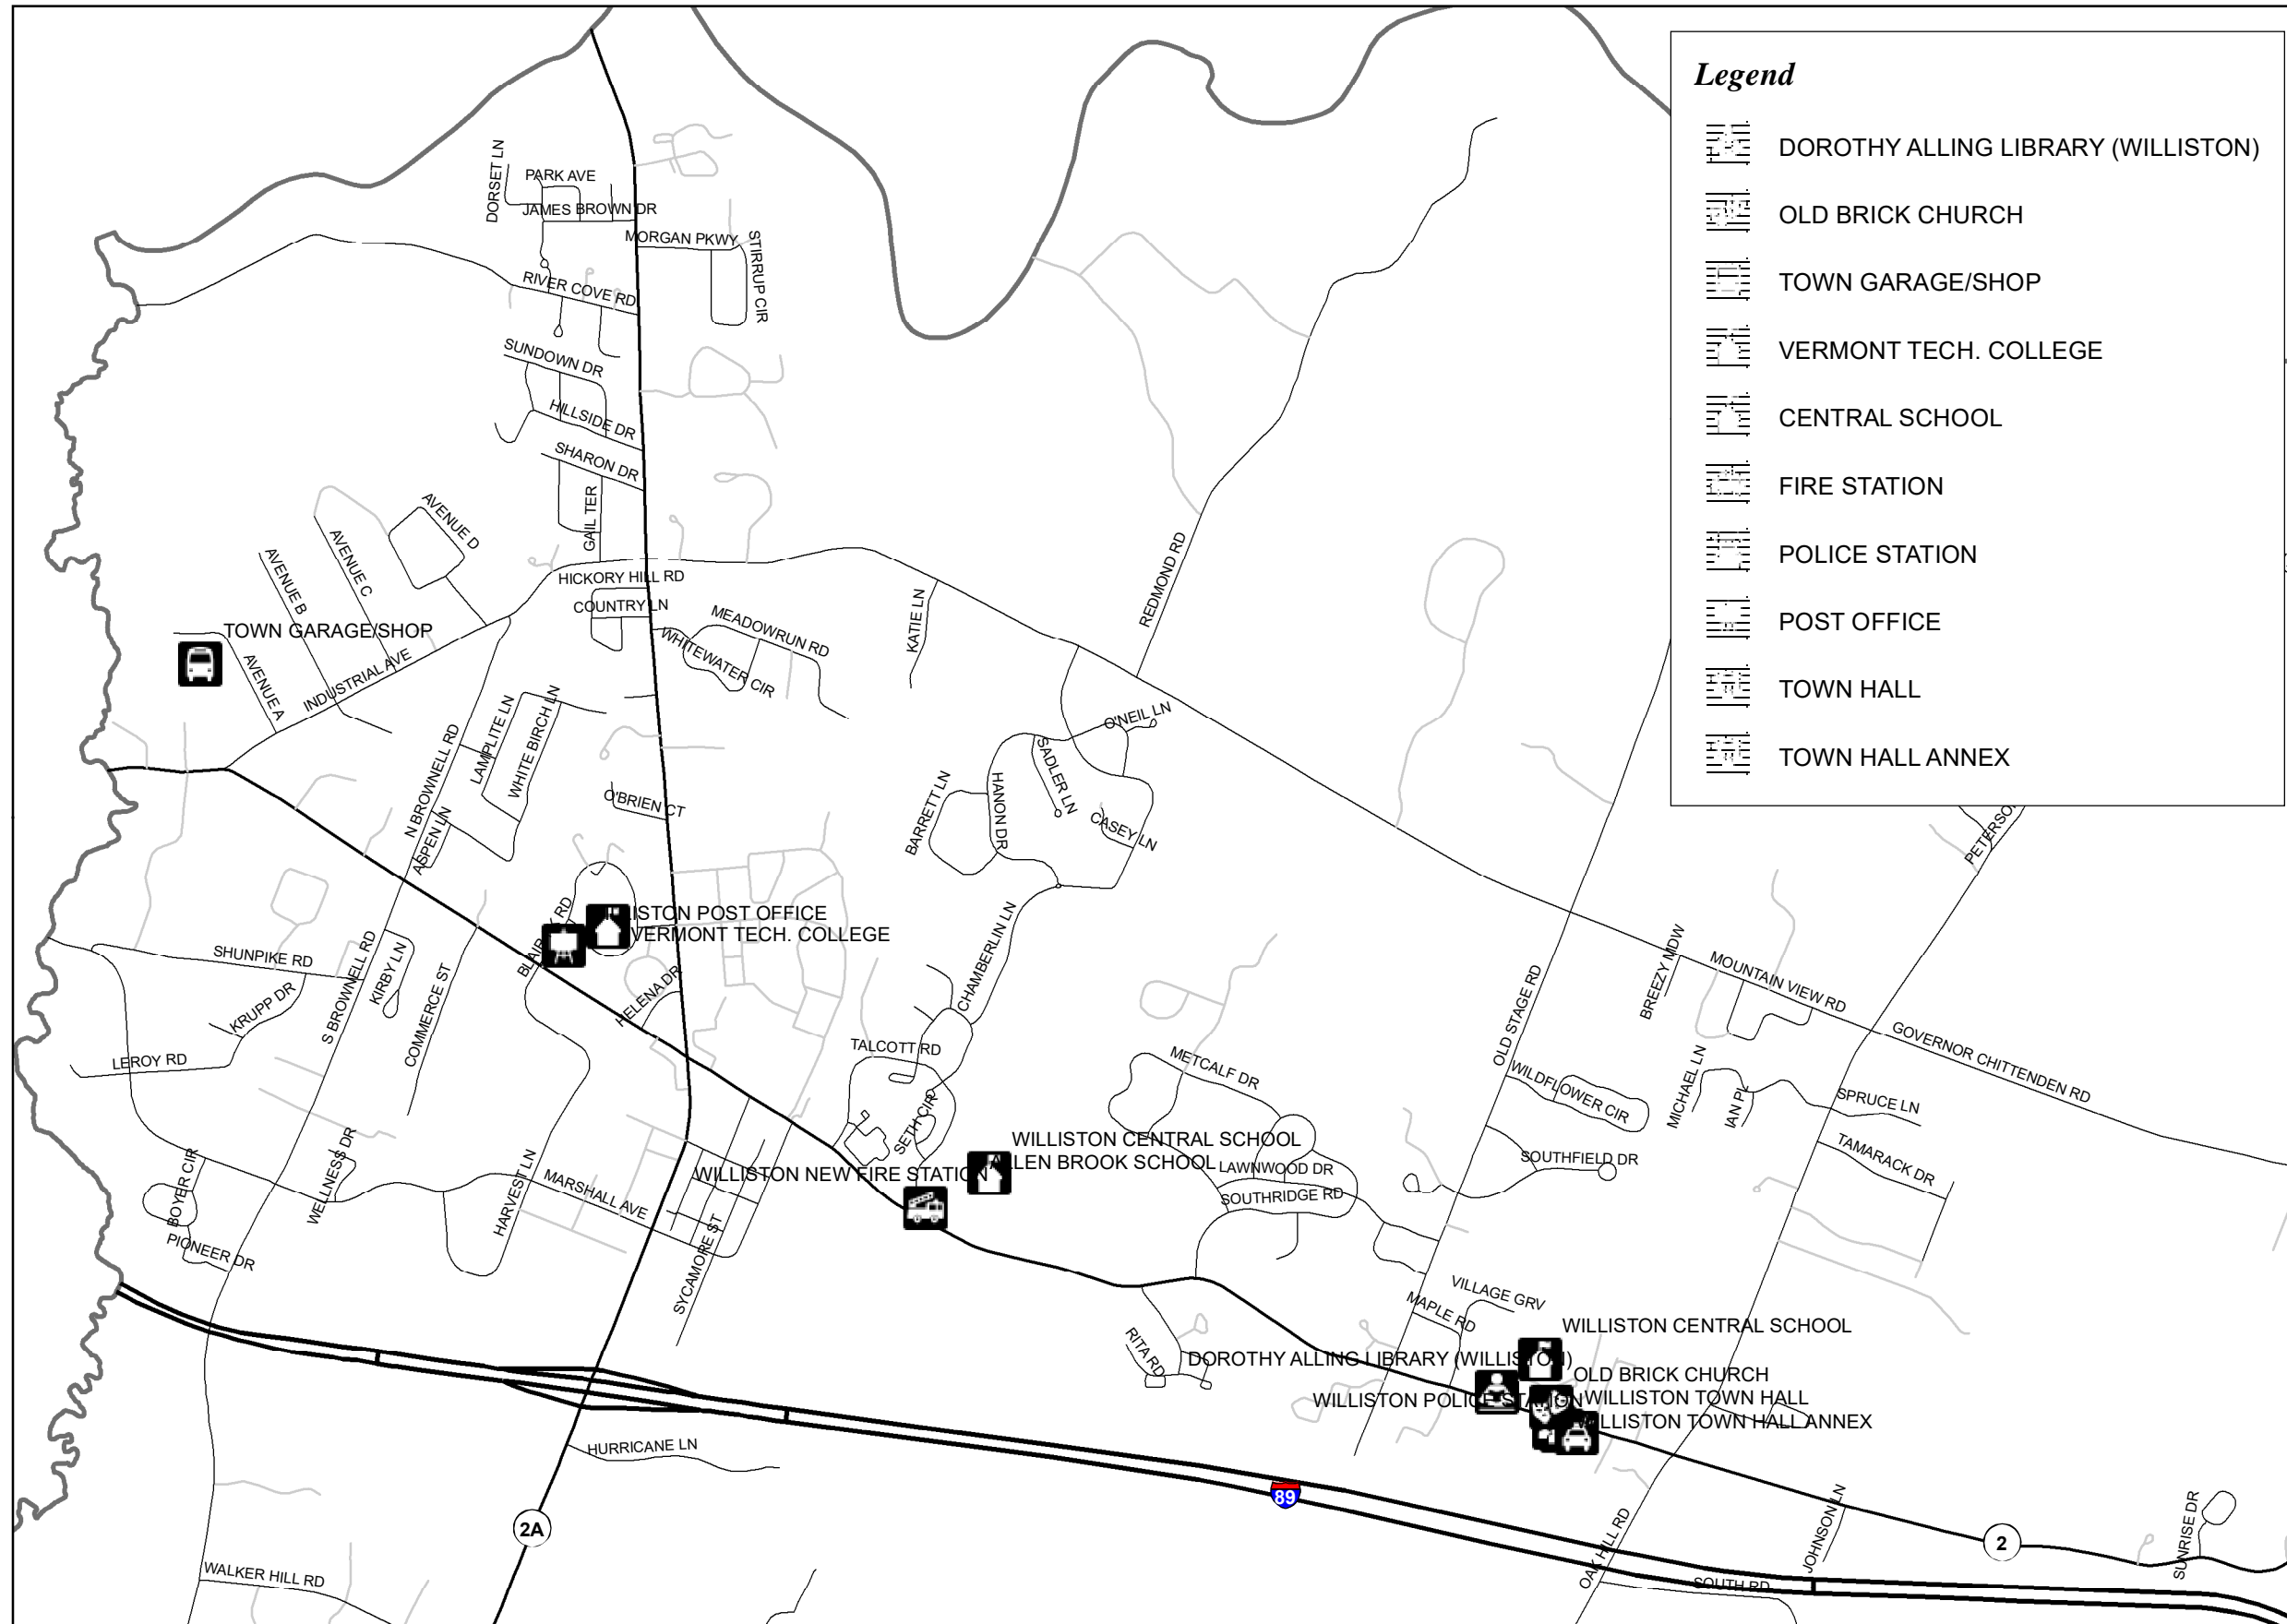 Legend
DOROTHY ALLING LIBRARY (WILLISTON)
OLD BRICK CHURCH
TOWN GARAGE/SHOP
VERMONT TECH. COLLEGE
CENTRAL SCHOOL
FIRE STATION
POLICE STATION
POST OFFICE
TOWN HALL
TOWN HALL ANNEX
DORSET LN
PARK AVE
JAMES BROWN DR
MORGAN PKWY
STIRRUP CIR
RIVER COVE RD
SUNDOWN DR
HILLSIDE DR
SHARON DR
GAIL TER
AVENUE D
AVENUE C
AVENUE B
HICKORY HILL RD
COUNTRY LN
MEADOWRUN RD
WHITEWATER CIR
KATIE LN
REDMOND RD
TOWN GARAGE/SHOP
AVENUE A
INDUSTRIAL AVE
N BROWNELL RD
LAMPLITE LN
WHITE BIRCH LN
ASPEN LN
O'BRIEN CT
O'NEIL LN
SADLER LN
HANON DR
BARRETT LN
CASEY LN
POST OFFICE
VERMONT TECH. COLLEGE
SHUNPIKE RD
KRUPP DR
LEROY RD
S BROWNELL RD
KIRBY LN
COMMERCE ST
HELENA DR
CHAMBERLIN LN
TALCOTT RD
SETH CIR
OLD STAGE RD
BREEZY MDW
MOUNTAIN VIEW RD
GOVERNOR CHITTENDEN RD
METCALF DR
WILDFLOWER CIR
MICHAEL LN
IAN PL
SPRUCE LN
TAMARACK DR
SOUTHFIELD DR
WILLISTON CENTRAL SCHOOL
ALLEN BROOK SCHOOL
WILLISTON NEW FIRE STATION
LAWNWOOD DR
SOUTHRIDGE RD
BOYER CIR
PIONEER DR
WELLNESS DR
HARVEST LN
MARSHALL AVE
SYCAMORE ST
VILLAGE GRV
MAPLE RD
RITA RD
WILLISTON CENTRAL SCHOOL
DOROTHY ALLING LIBRARY (WILLISTON)
OLD BRICK CHURCH
WILLISTON POLICE STATION
WILLISTON TOWN HALL
WILLISTON TOWN HALL ANNEX
HURRICANE LN
89
2A
2
OAK HILL RD
JOHNSON LN
SUNRISE DR
SOUTH RD
WALKER HILL RD